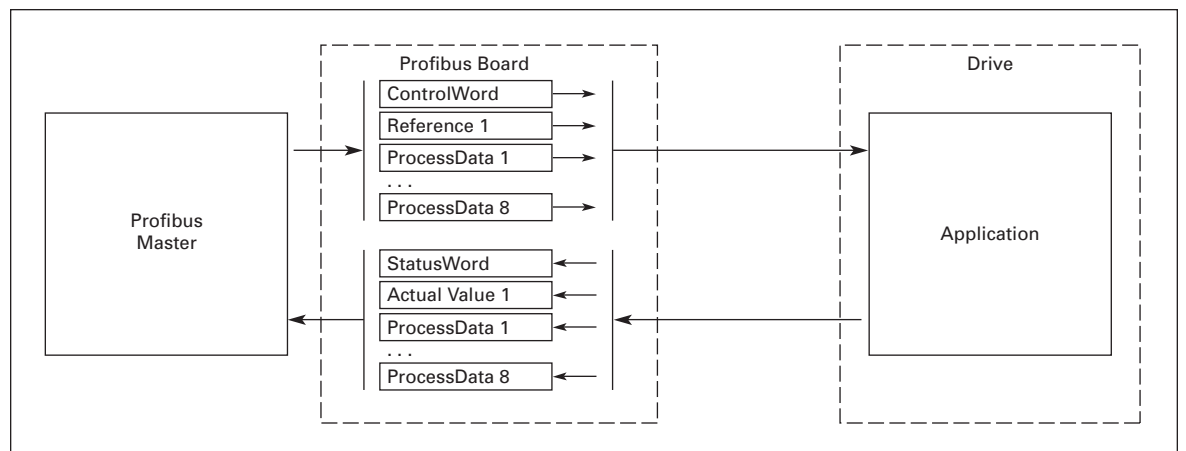 Profibus Board
Drive
ControlWord
Reference 1
ProcessData 1
. . .
ProcessData 8
Profibus
Master
Application
StatusWord
Actual Value 1
ProcessData 1
. . .
ProcessData 8